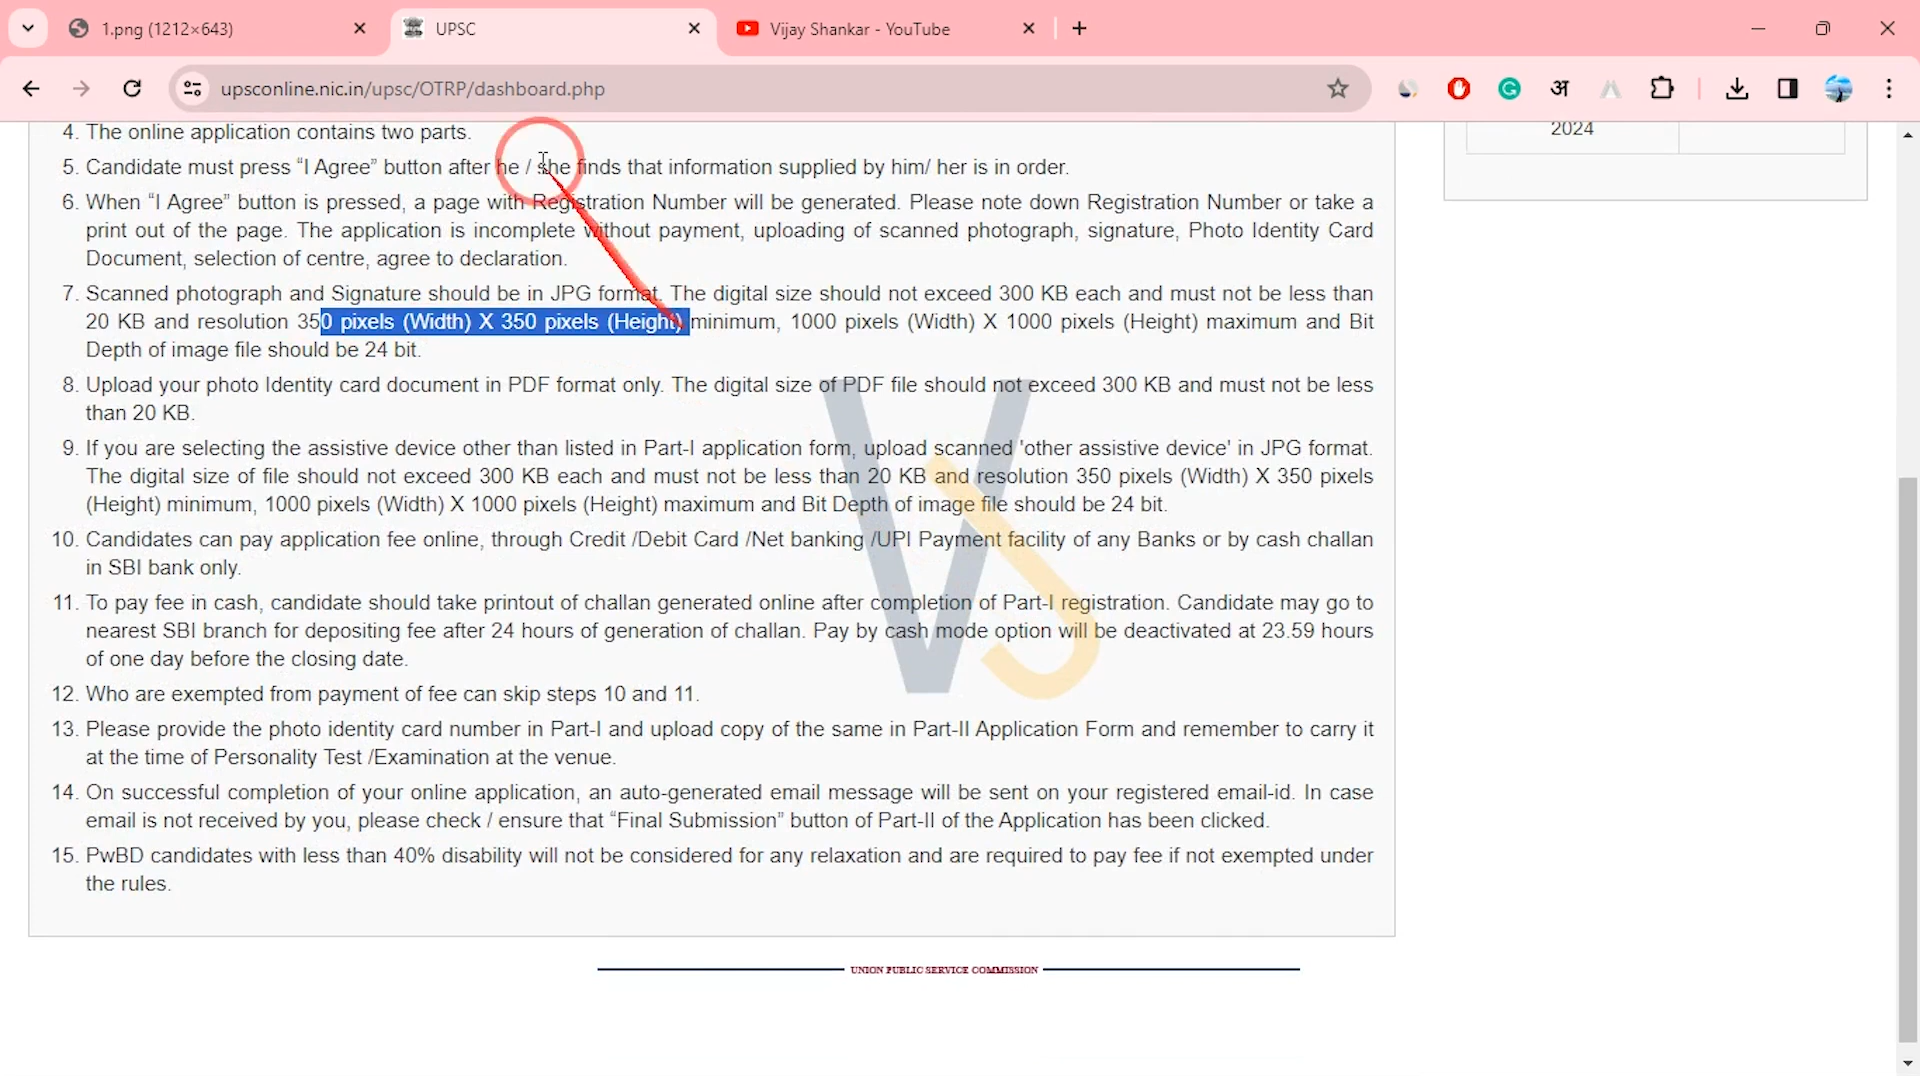 1.png (1212×643)
UPSC
Vijay Shankar - YouTube
upsconline.nic.in/upsc/OTRP/dashboard.php
अ
2024
4. The online application contains two parts.
5. Candidate must press “I Agree” button after he / she finds that information supplied by him/ her is in order.
6. When “I Agree” button is pressed, a page with Registration Number will be generated. Please note down Registration Number or take a
print out of the page. The application is incomplete without payment, uploading of scanned photograph, signature, Photo Identity Card
Document, selection of centre, agree to declaration.
7. Scanned photograph and Signature should be in JPG format. The digital size should not exceed 300 KB each and must not be less than
20 KB and resolution 350 pixels (Width) X 350 pixels (Height) minimum, 1000 pixels (Width) X 1000 pixels (Height) maximum and Bit
Depth of image file should be 24 bit.
8. Upload your photo Identity card document in PDF format only. The digital size of PDF file should not exceed 300 KB and must not be less
than 20 KB.
9. If you are selecting the assistive device other than listed in Part-I application form, upload scanned 'other assistive device' in JPG format.
The digital size of file should not exceed 300 KB each and must not be less than 20 KB and resolution 350 pixels (Width) X 350 pixels
(Height) minimum, 1000 pixels (Width) X 1000 pixels (Height) maximum and Bit Depth of image file should be 24 bit.
10. Candidates can pay application fee online, through Credit /Debit Card /Net banking /UPI Payment facility of any Banks or by cash challan
in SBI bank only.
11. To pay fee in cash, candidate should take printout of challan generated online after completion of Part-I registration. Candidate may go to
nearest SBI branch for depositing fee after 24 hours of generation of challan. Pay by cash mode option will be deactivated at 23.59 hours
of one day before the closing date.
12. Who are exempted from payment of fee can skip steps 10 and 11.
13. Please provide the photo identity card number in Part-I and upload copy of the same in Part-II Application Form and remember to carry it
at the time of Personality Test /Examination at the venue.
14. On successful completion of your online application, an auto-generated email message will be sent on your registered email-id. In case
email is not received by you, please check / ensure that “Final Submission” button of Part-II of the Application has been clicked.
15. PwBD candidates with less than 40% disability will not be considered for any relaxation and are required to pay fee if not exempted under
the rules.
UNION PUBLIC SERVICE COMMISSION
VJ